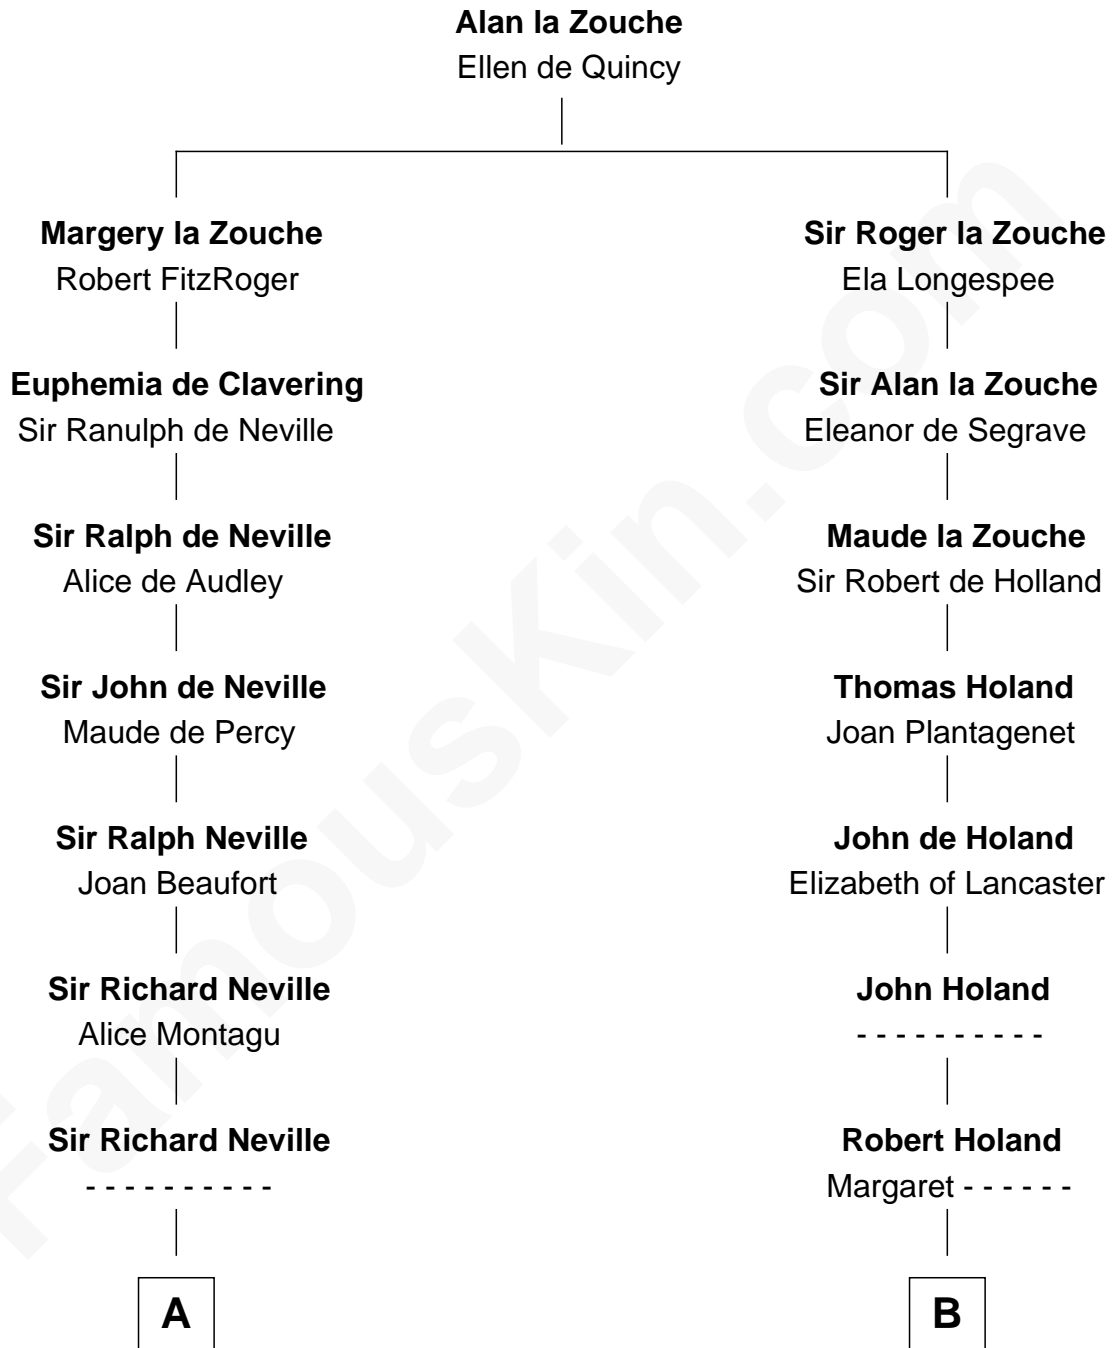 Alan la Zouche
Ellen de Quincy
Margery la Zouche
Robert FitzRoger
Sir Roger la Zouche
Ela Longespee
Euphemia de Clavering
Sir Ranulph de Neville
Sir Alan la Zouche
Eleanor de Segrave
Sir Ralph de Neville
Alice de Audley
Maude la Zouche
Sir Robert de Holland
Sir John de Neville
Maude de Percy
Thomas Holand
Joan Plantagenet
Sir Ralph Neville
Joan Beaufort
John de Holand
Elizabeth of Lancaster
Sir Richard Neville
Alice Montagu
John Holand
- - - - - - - - - -
Sir Richard Neville
- - - - - - - - - -
Robert Holand
Margaret - - - - - -
A
B
FamousKin.com